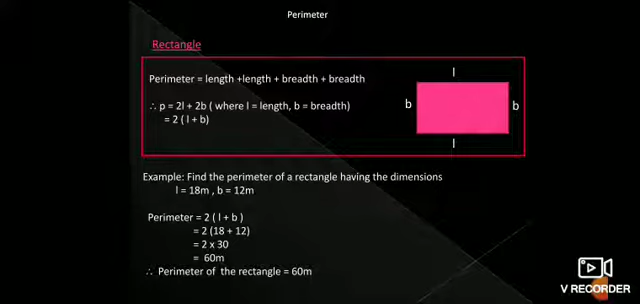 Perimeter
Rectangle
Perimeter = length +length + breadth + breadth
∴ p = 2l + 2b ( where l = length, b = breadth)
= 2 ( l + b)
l
b
b
l
Example: Find the perimeter of a rectangle having the dimensions
l = 18m , b = 12m
Perimeter = 2 ( l + b )
= 2 (18 + 12)
= 2 x 30
= 60m
∴ Perimeter of the rectangle = 60m
V RECORDER